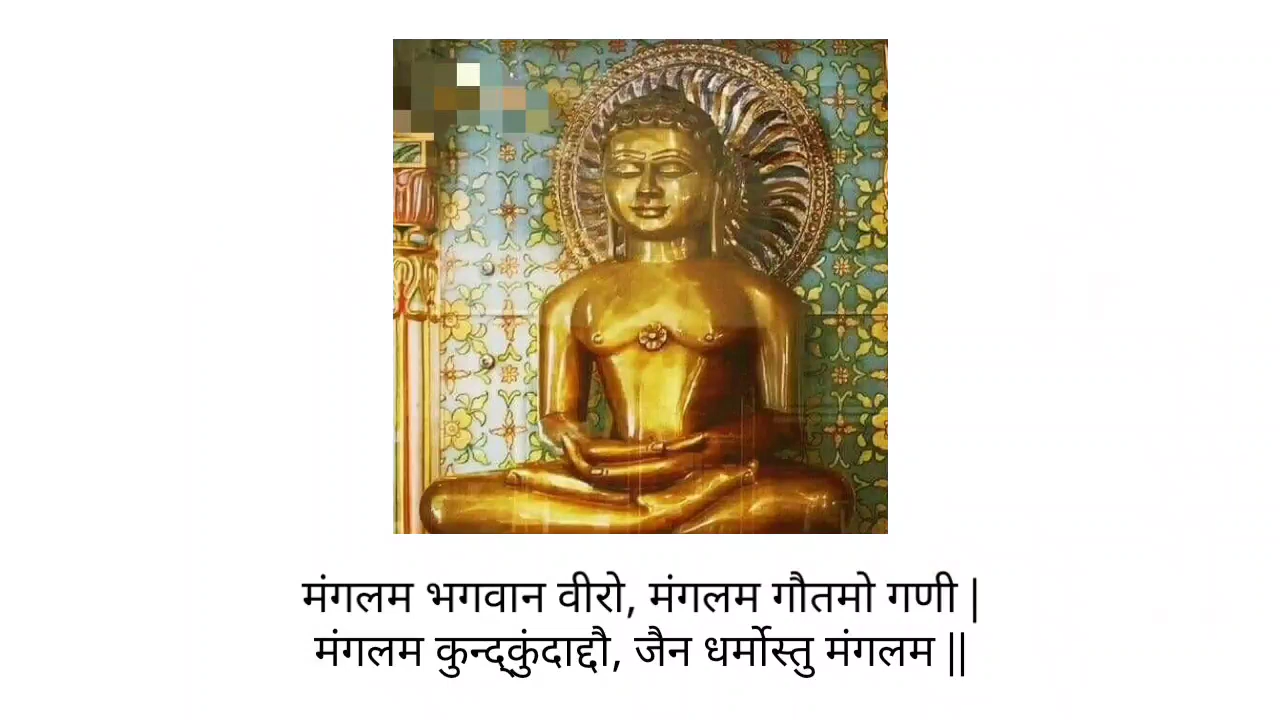 मंगलम भगवान वीरो, मंगलम गौतमो गणी |
मंगलम कुन्द्कुंदाद्दौ, जैन धर्मोस्तु मंगलम ||